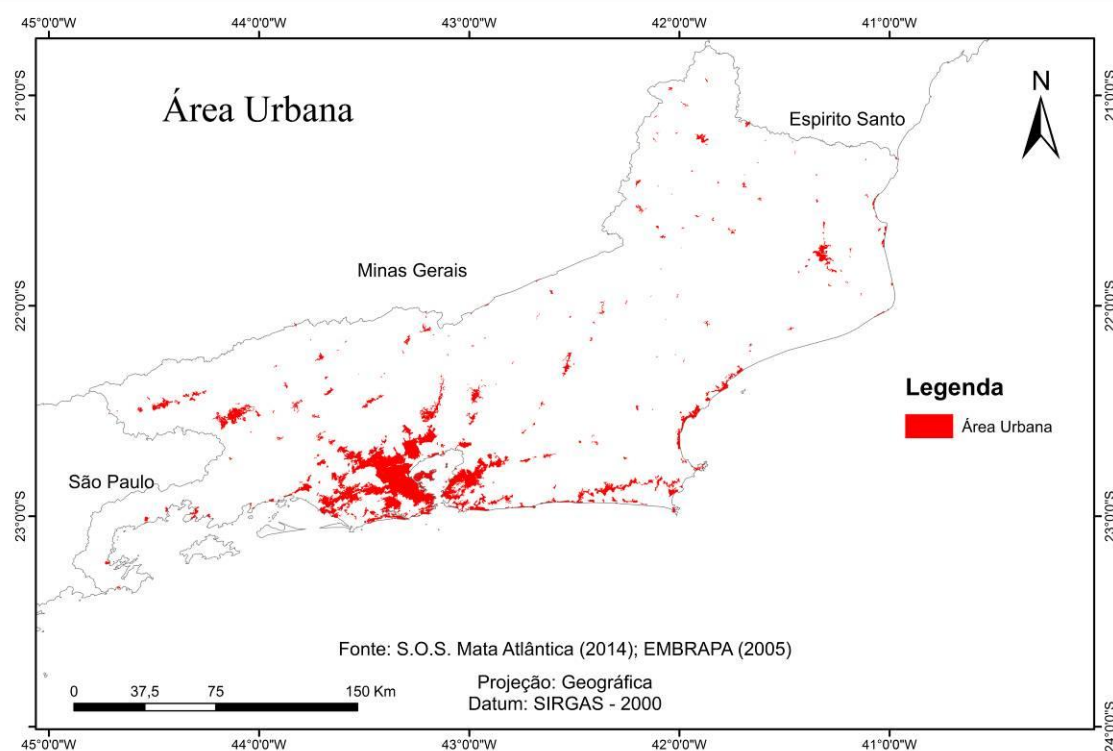 45°0'0"W 44°0'0"W 43°0'0"W 42°0'0"W 41°0'0"W
21°0'0"S
21°0'0"S
Área Urbana
Espirito Santo
N
Minas Gerais
22°0'0"S
22°0'0"S
Legenda
Área Urbana
São Paulo
23°0'0"S
23°0'0"S
Fonte: S.O.S. Mata Atlântica (2014); EMBRAPA (2005)
Projeção: Geográfica
Datum: SIRGAS - 2000
0 37,5 75 150 Km
24°0'0"S
45°0'0"W 44°0'0"W 43°0'0"W 42°0'0"W 41°0'0"W